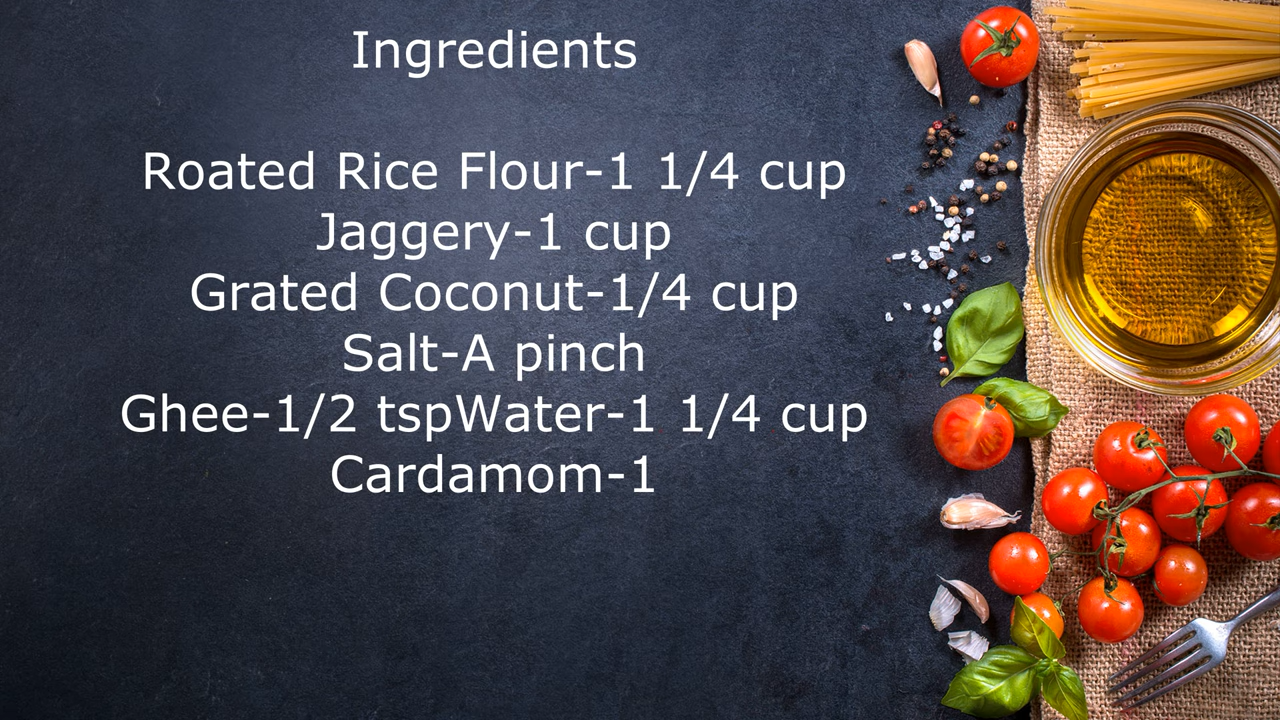 Ingredients
Roated Rice Flour-1 1/4 cup
Jaggery-1 cup
Grated Coconut-1/4 cup
Salt-A pinch
Ghee-1/2 tspWater-1 1/4 cup
Cardamom-1